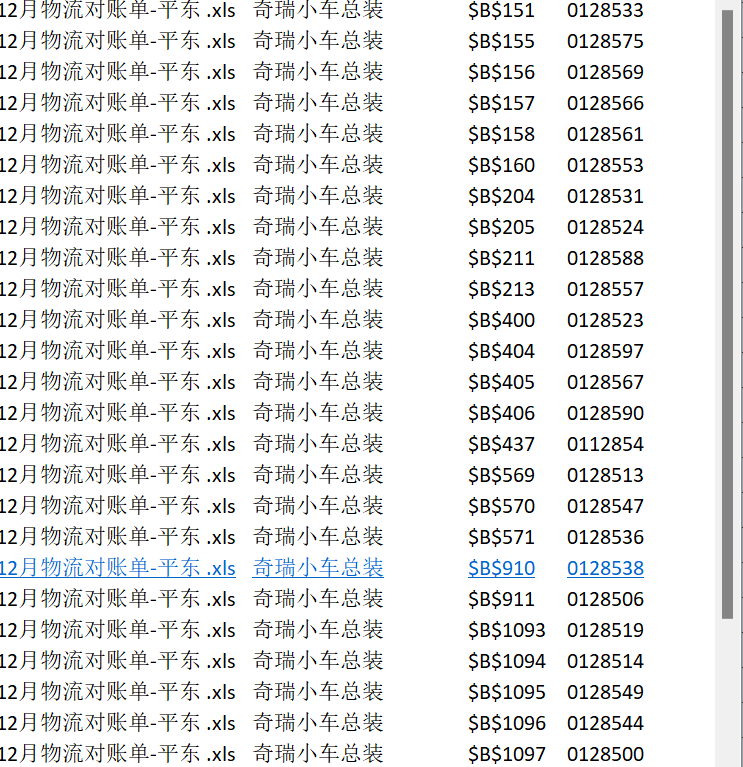 12月物流对账单-平东 .xls 奇瑞小车总装 $B$151 0128533
12月物流对账单-平东 .xls 奇瑞小车总装 $B$155 0128575
12月物流对账单-平东 .xls 奇瑞小车总装 $B$156 0128569
12月物流对账单-平东 .xls 奇瑞小车总装 $B$157 0128566
12月物流对账单-平东 .xls 奇瑞小车总装 $B$158 0128561
12月物流对账单-平东 .xls 奇瑞小车总装 $B$160 0128553
12月物流对账单-平东 .xls 奇瑞小车总装 $B$204 0128531
12月物流对账单-平东 .xls 奇瑞小车总装 $B$205 0128524
12月物流对账单-平东 .xls 奇瑞小车总装 $B$211 0128588
12月物流对账单-平东 .xls 奇瑞小车总装 $B$213 0128557
12月物流对账单-平东 .xls 奇瑞小车总装 $B$400 0128523
12月物流对账单-平东 .xls 奇瑞小车总装 $B$404 0128597
12月物流对账单-平东 .xls 奇瑞小车总装 $B$405 0128567
12月物流对账单-平东 .xls 奇瑞小车总装 $B$406 0128590
12月物流对账单-平东 .xls 奇瑞小车总装 $B$437 0112854
12月物流对账单-平东 .xls 奇瑞小车总装 $B$569 0128513
12月物流对账单-平东 .xls 奇瑞小车总装 $B$570 0128547
12月物流对账单-平东 .xls 奇瑞小车总装 $B$571 0128536
12月物流对账单-平东 .xls 奇瑞小车总装 $B$910 0128538
12月物流对账单-平东 .xls 奇瑞小车总装 $B$911 0128506
12月物流对账单-平东 .xls 奇瑞小车总装 $B$1093 0128519
12月物流对账单-平东 .xls 奇瑞小车总装 $B$1094 0128514
12月物流对账单-平东 .xls 奇瑞小车总装 $B$1095 0128549
12月物流对账单-平东 .xls 奇瑞小车总装 $B$1096 0128544
12月物流对账单-平东 .xls 奇瑞小车总装 $B$1097 0128500